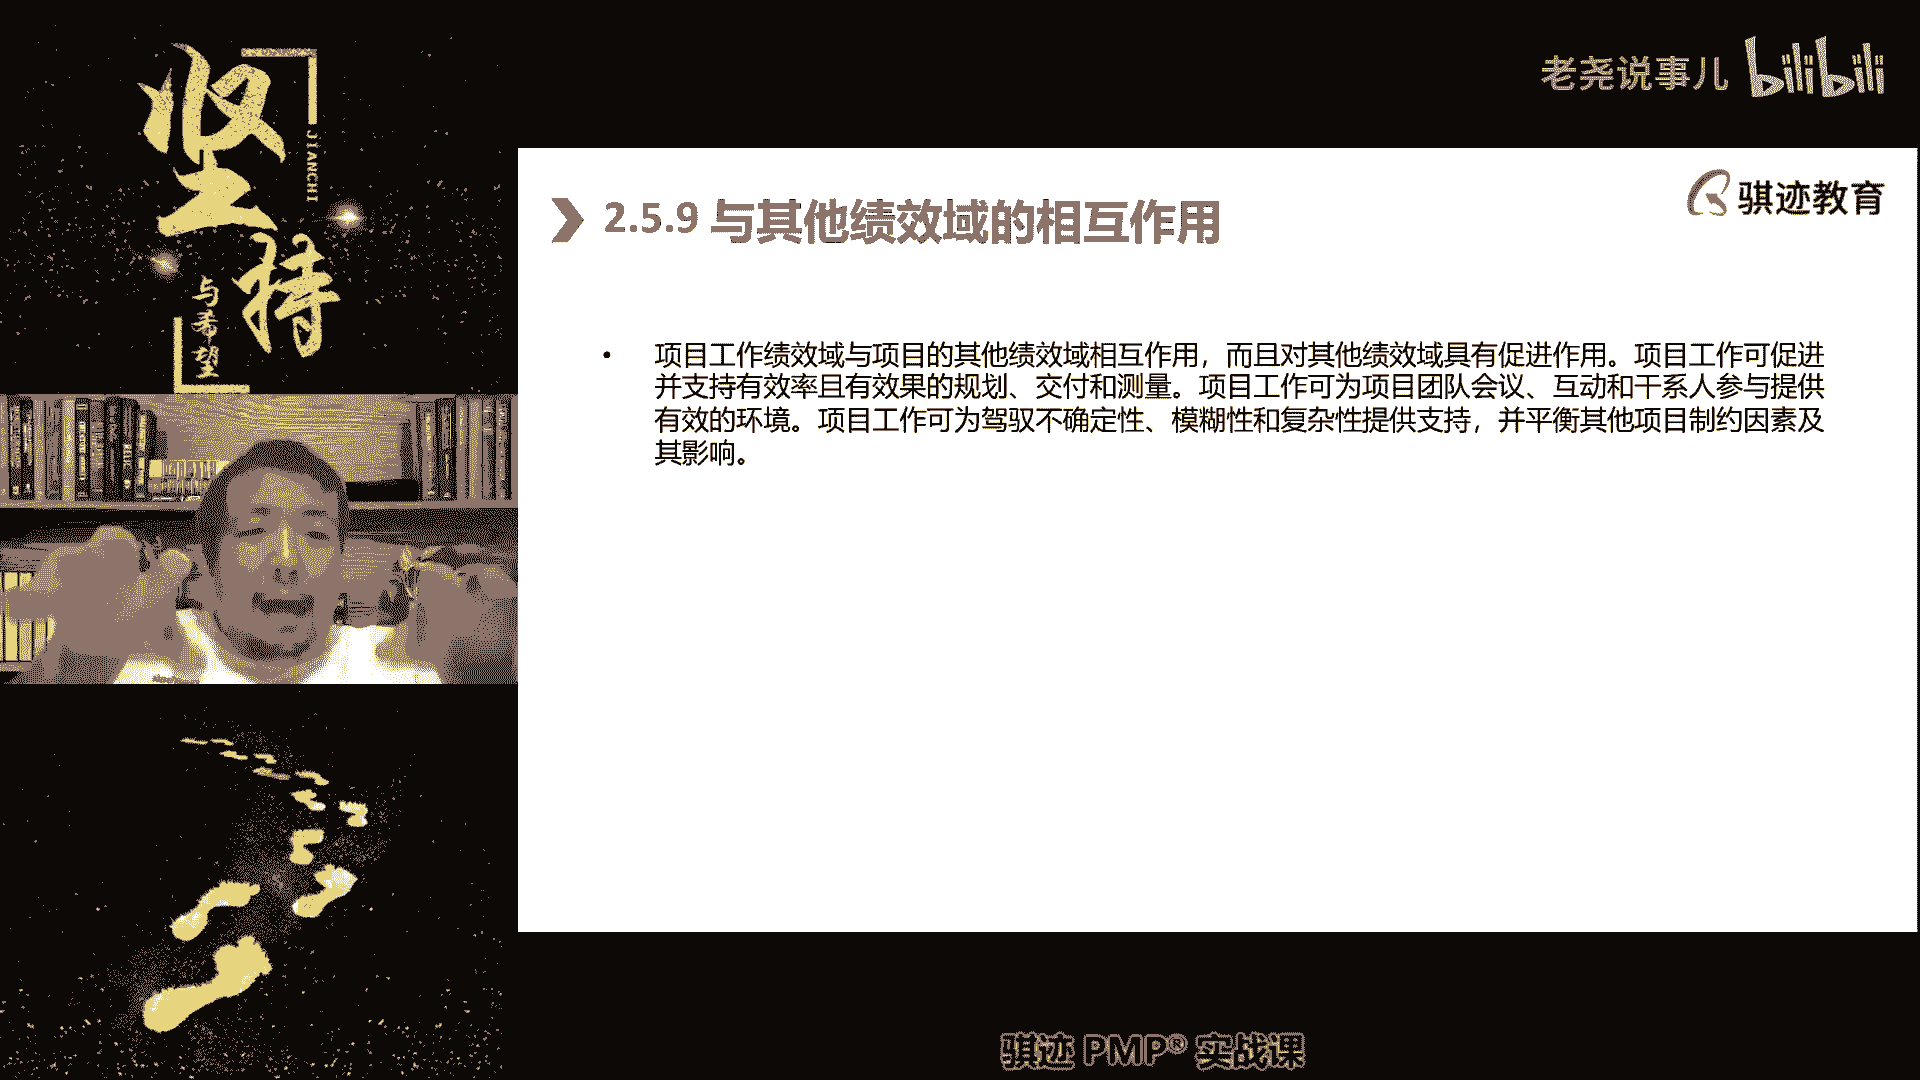 坚持
JIANCHI
与希望
老尧说事儿 bilibili
骐迹教育
2.5.9 与其他绩效域的相互作用
• 项目工作绩效域与项目的其他绩效域相互作用，而且对其他绩效域具有促进作用。项目工作可促进
并支持有效率且有效果的规划、交付和测量。项目工作可为项目团队会议、互动和干系人参与提供
有效的环境。项目工作可为驾驭不确定性、模糊性和复杂性提供支持，并平衡其他项目制约因素及
其影响。
骐迹 PMP® 实战课